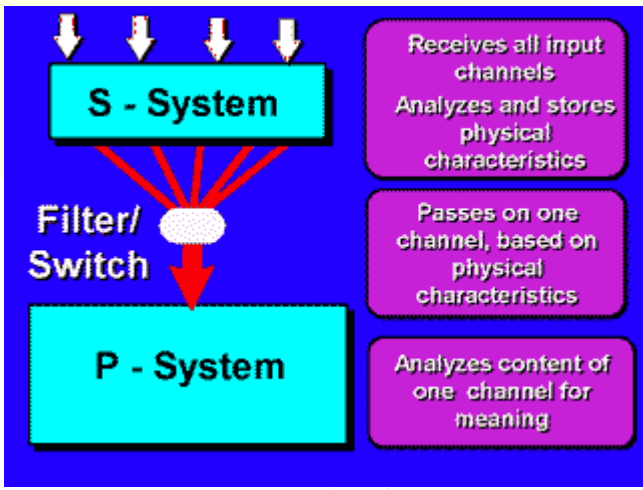 S - System
Receives all input
channels
Analyzes and stores
physical
characteristics
Filter/
Switch
Passes on one
channel, based on
physical
characteristics
P - System
Analyzes content of
one channel for
meaning